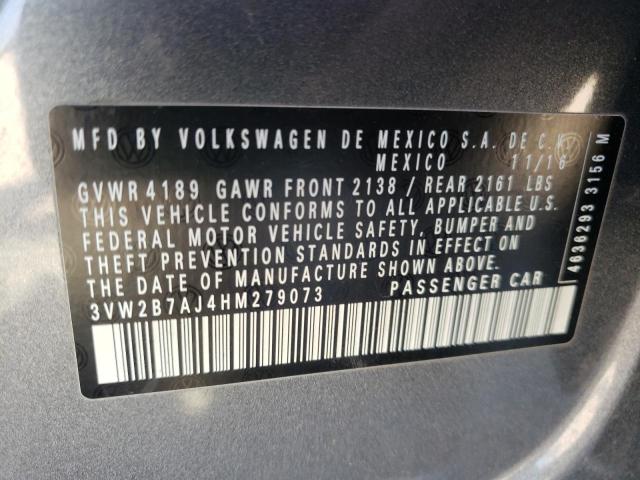 MFD BY VOLKSWAGEN DE MEXICO S.A. DE C.V
MEXICO 11/16
GVWR 4189 GAWR FRONT 2138 / REAR 2161 LBS
THIS VEHICLE CONFORMS TO ALL APPLICABLE U.S.
FEDERAL MOTOR VEHICLE SAFETY, BUMPER AND
THEFT PREVENTION STANDARDS IN EFFECT ON
THE DATE OF MANUFACTURE SHOWN ABOVE.
3VW2B7AJ4HM279073 PASSENGER CAR
4636293 3156 M